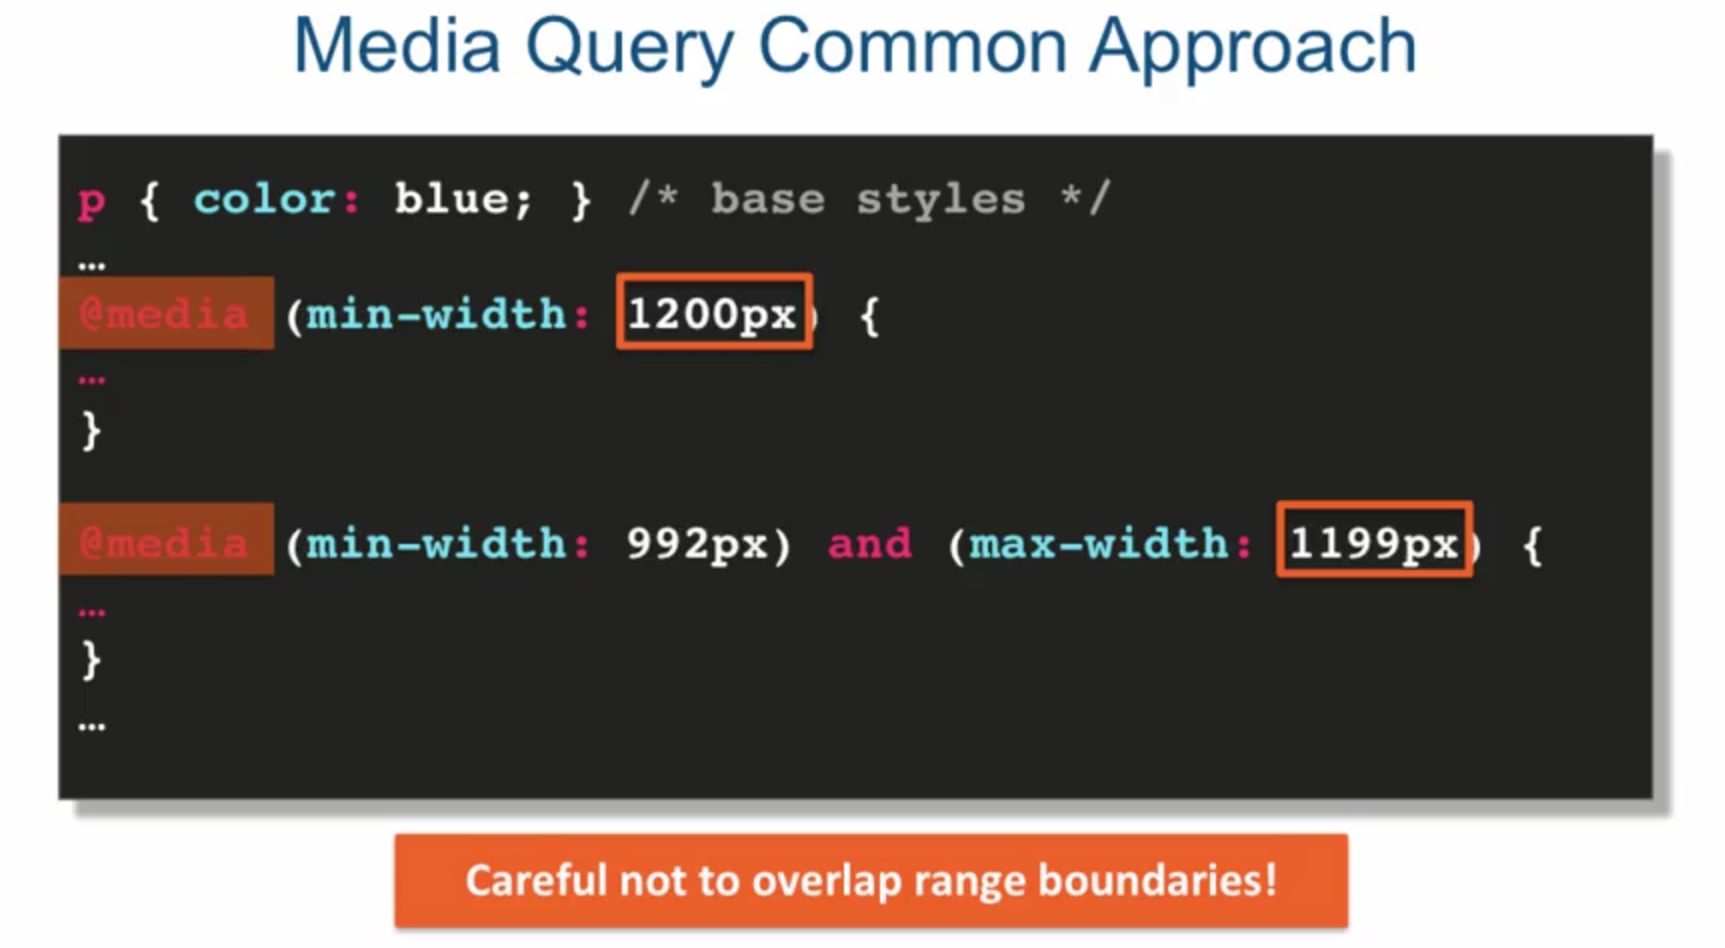 Media Query Common Approach
p { color: blue; } /* base styles */
…
@media (min-width: 1200px) {
…
}
@media (min-width: 992px) and (max-width: 1199px) {
…
}
…
Careful not to overlap range boundaries!